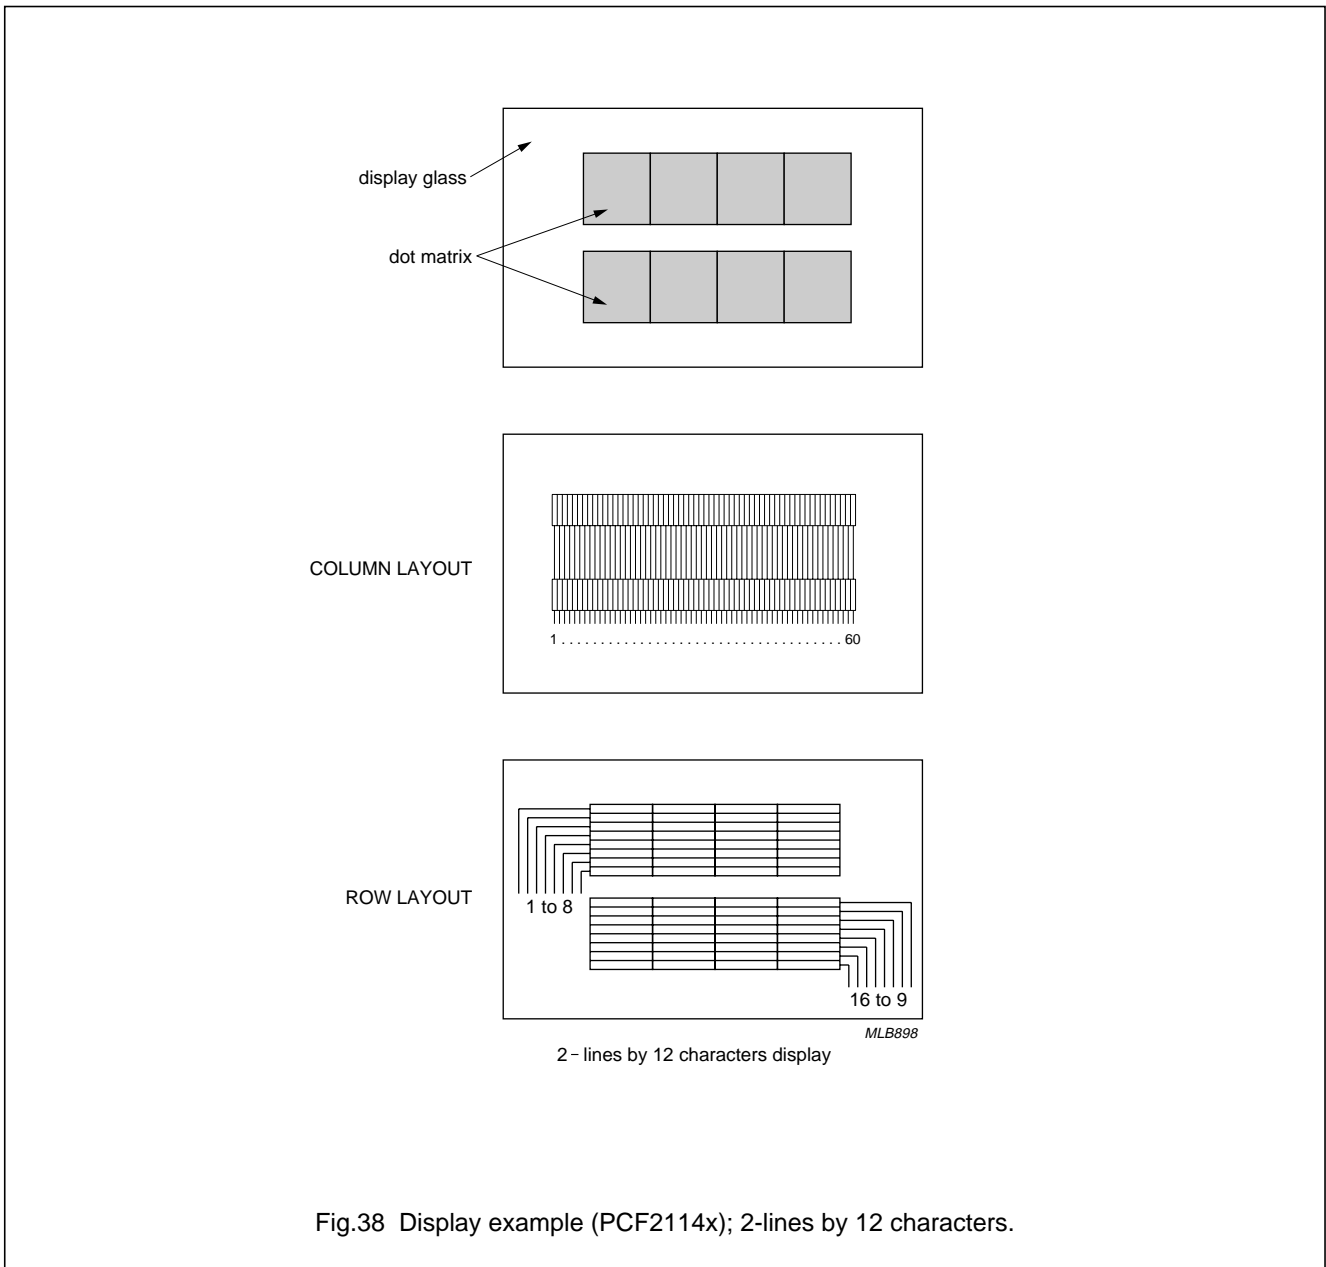 display glass
dot matrix
COLUMN LAYOUT
1 . . . . . . . . . . . . . . . . . . . . . . . . . . . . . . . . . . . . 60
ROW LAYOUT
1 to 8
16 to 9
MLB898
2 – lines by 12 characters display
Fig.38 Display example (PCF2114x); 2-lines by 12 characters.